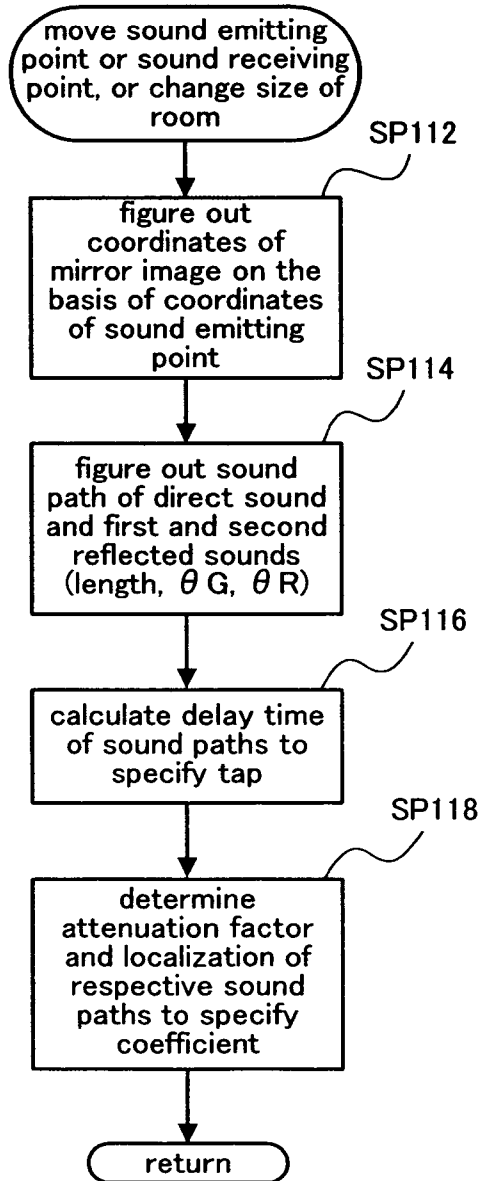 move sound emitting
point or sound receiving
point, or change size of
room
SP112
figure out
coordinates of
mirror image on the
basis of coordinates
of sound emitting
point
SP114
figure out sound
path of direct sound
and first and second
reflected sounds
(length, θ G, θ R)
SP116
calculate delay time
of sound paths to
specify tap
SP118
determine
attenuation factor
and localization of
respective sound
paths to specify
coefficient
return